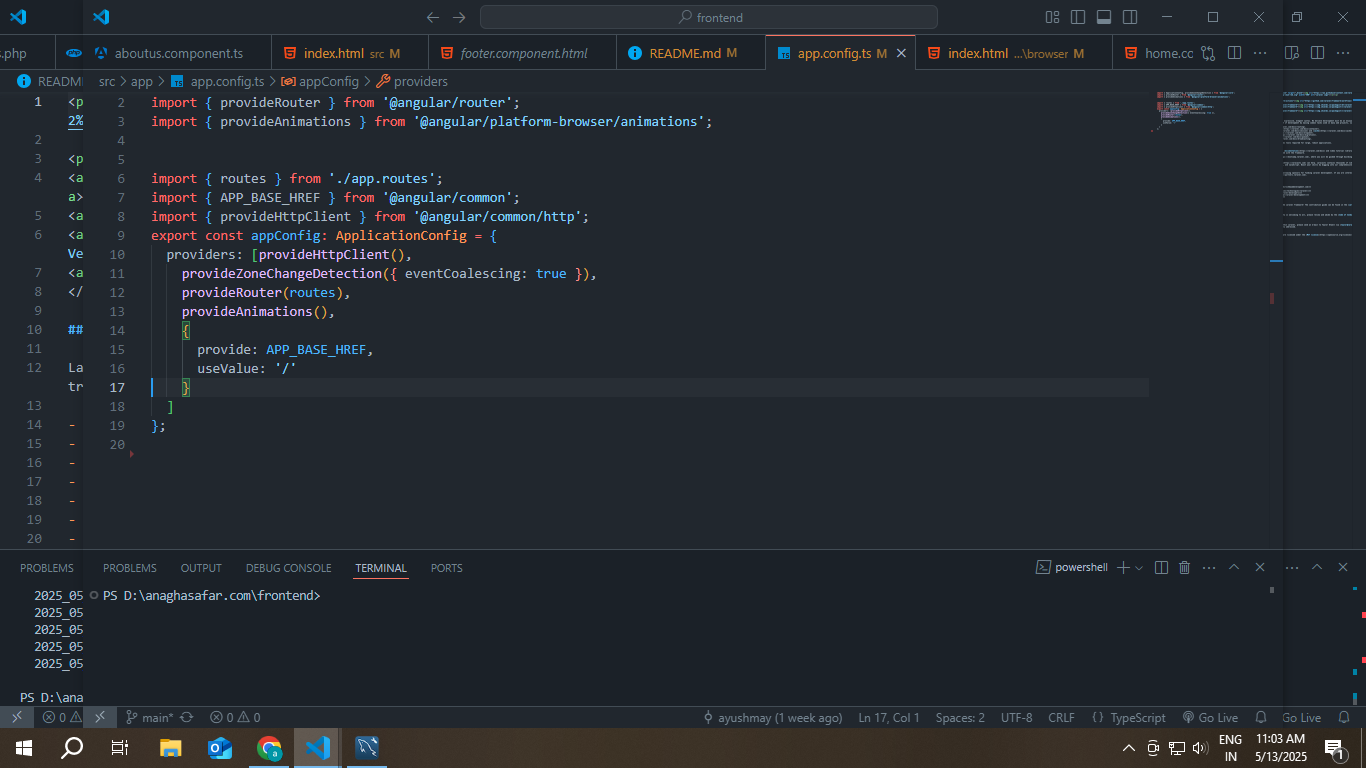 frontend
.php
aboutus.component.ts
index.html src M
footer.component.html
README.md M
app.config.ts M
index.html ...\browser M
home.cc
README
src > app > app.config.ts > appConfig > providers
1 <p
2%
2
3 <p
4 <a
a>
5 <a
6 <a
Ve
7 <a
8 </
9
10 ##
11
12 La
tr
13
14 -
15 -
16 -
17 -
18 -
19 -
20 -
2 import { provideRouter } from '@angular/router';
3 import { provideAnimations } from '@angular/platform-browser/animations';
4
5
6 import { routes } from './app.routes';
7 import { APP_BASE_HREF } from '@angular/common';
8 import { provideHttpClient } from '@angular/common/http';
9 export const appConfig: ApplicationConfig = {
10 providers: [provideHttpClient(),
11 provideZoneChangeDetection({ eventCoalescing: true }),
12 provideRouter(routes),
13 provideAnimations(),
14 {
15 provide: APP_BASE_HREF,
16 useValue: '/'
17 }
18 ]
19 };
20
PROBLEMS
PROBLEMS OUTPUT DEBUG CONSOLE TERMINAL PORTS
powershell
2025_05
2025_05
2025_05
2025_05
2025_05
PS D:\ana
PS D:\anaghasafar.com\frontend>
0
main* 0 0
ayushmay (1 week ago) Ln 17, Col 1 Spaces: 2 UTF-8 CRLF { } TypeScript Go Live
Go Live
ENG
IN
11:03 AM
5/13/2025
1